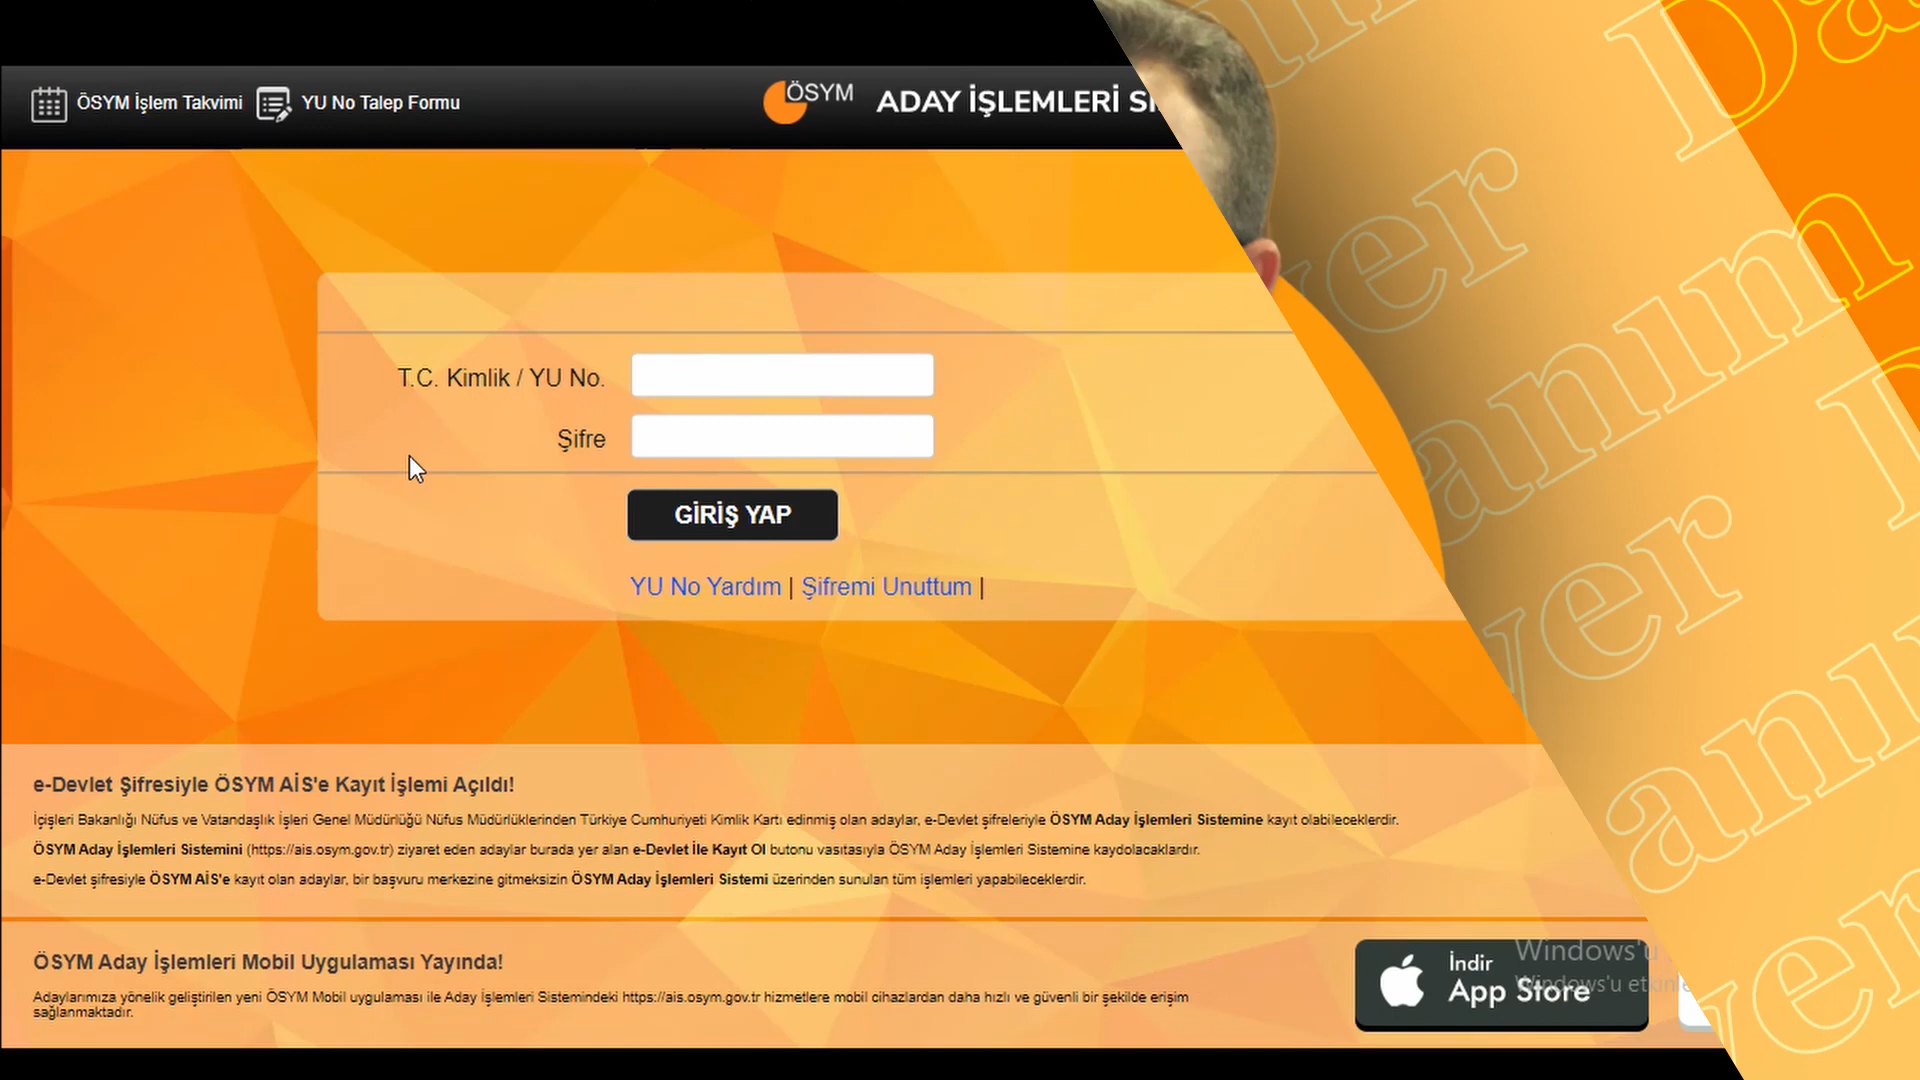 ÖSYM İşlem Takvimi YU No Talep Formu
ÖSYM ADAY İŞLEMLERİ
T.C. Kimlik / YU No.
Şifre
GİRİŞ YAP
YU No Yardım | Şifremi Unuttum |
e-Devlet Şifresiyle ÖSYM AİS'e Kayıt İşlemi Açıldı!
İçişleri Bakanlığı Nüfus ve Vatandaşlık İşleri Genel Müdürlüğü Nüfus Müdürlüklerinden Türkiye Cumhuriyeti Kimlik Kartı edinmiş olan adaylar, e-Devlet şifreleriyle ÖSYM Aday İşlemleri Sistemine kayıt olabileceklerdir.
ÖSYM Aday İşlemleri Sistemini (https://ais.osym.gov.tr) ziyaret eden adaylar burada yer alan e-Devlet İle Kayıt Ol butonu vasıtasıyla ÖSYM Aday İşlemleri Sistemine kaydolacaklardır.
e-Devlet şifresiyle ÖSYM AİS'e kayıt olan adaylar, bir başvuru merkezine gitmeksizin ÖSYM Aday İşlemleri Sistemi üzerinden sunulan tüm işlemleri yapabileceklerdir.
ÖSYM Aday İşlemleri Mobil Uygulaması Yayında!
Adaylarımıza yönelik geliştirilen yeni ÖSYM Mobil uygulaması ile Aday İşlemleri Sistemindeki https://ais.osym.gov.tr hizmetlere mobil cihazlardan daha hızlı ve güvenli bir şekilde erişim
sağlanmaktadır.
İndir
App Store
Windows'u
Windows'u